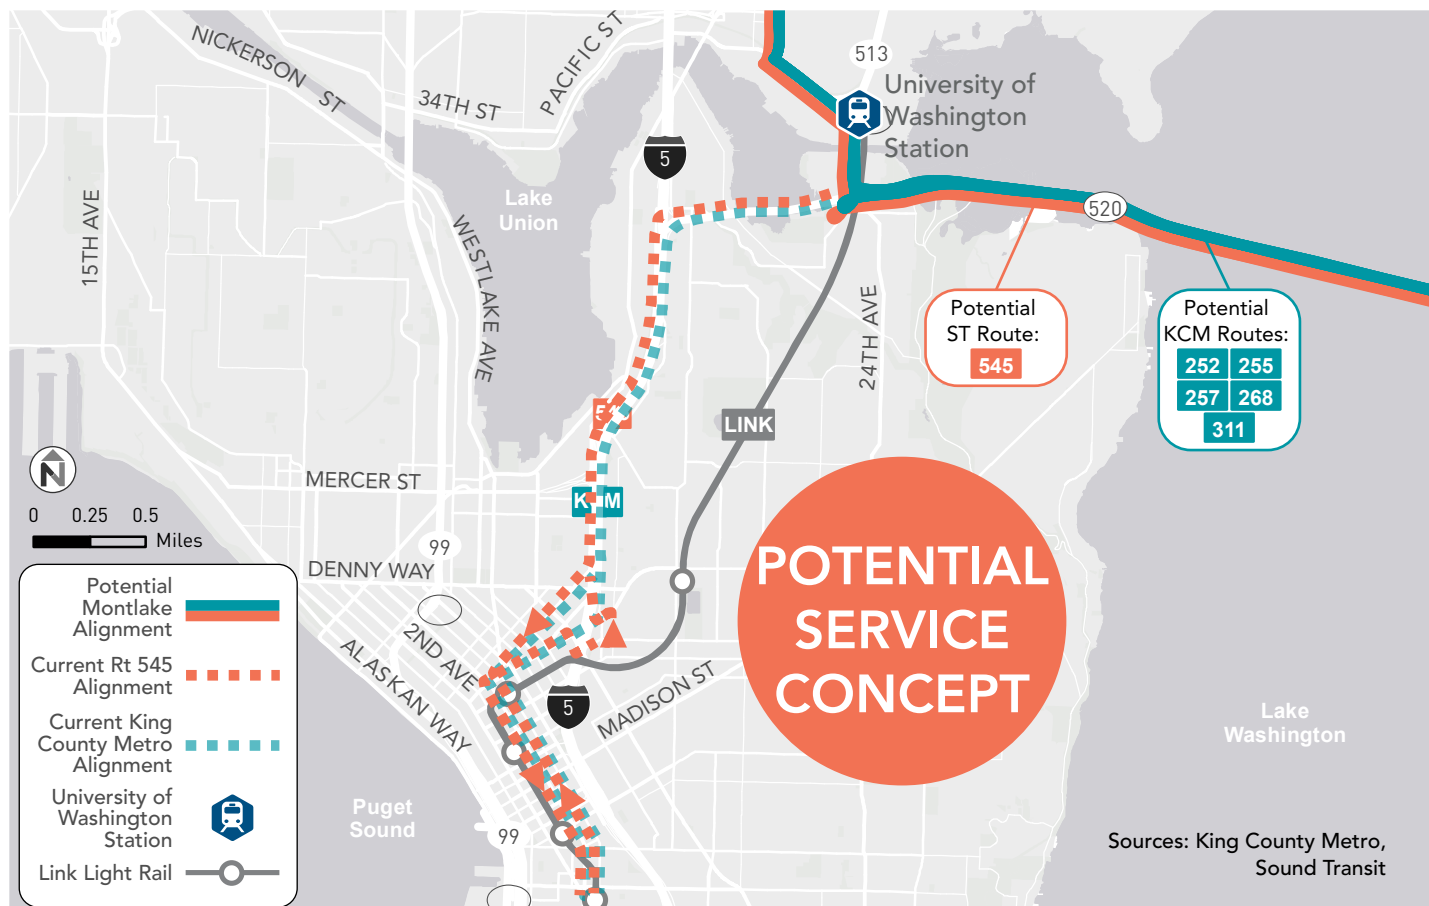 NICKERSON ST
34TH ST
PACIFIC ST
513
University of
Washington
Station
5
15TH AVE
Lake
Union
WESTLAKE AVE
520
24TH AVE
Potential
ST Route:
545
Potential
KCM Routes:
252 255
257 268
311
LINK
N
MERCER ST
0 0.25 0.5
Miles
99
DENNY WAY
2ND AVE
ALASKAN WAY
5
MADISON ST
POTENTIAL
SERVICE
CONCEPT
Lake
Washington
Puget
Sound
99
Potential
Montlake
Alignment
Current Rt 545
Alignment
Current King
County Metro
Alignment
University of
Washington
Station
Link Light Rail
Sources: King County Metro,
Sound Transit